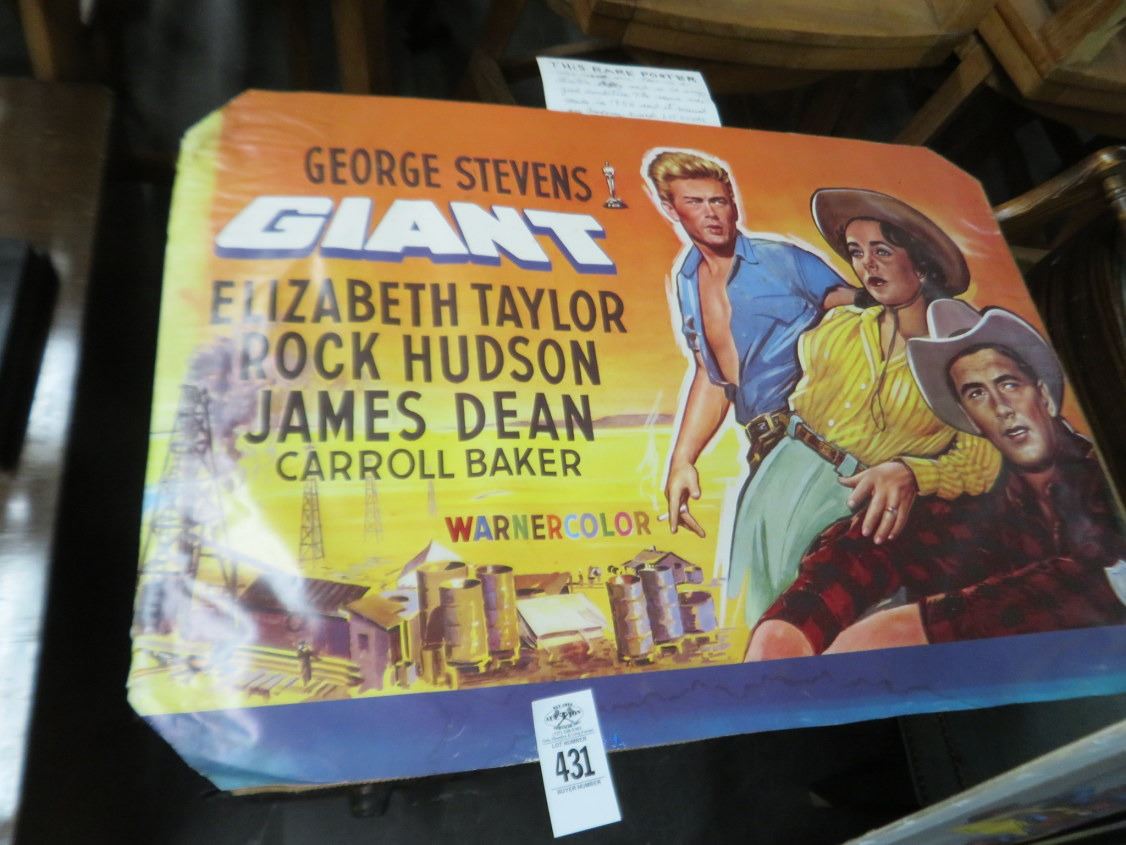 THIS RARE POSTER
GEORGE STEVENS
GIANT
ELIZABETH TAYLOR
ROCK HUDSON
JAMES DEAN
CARROLL BAKER
WARNERCOLOR
LOT NUMBER
431
BUYER NUMBER